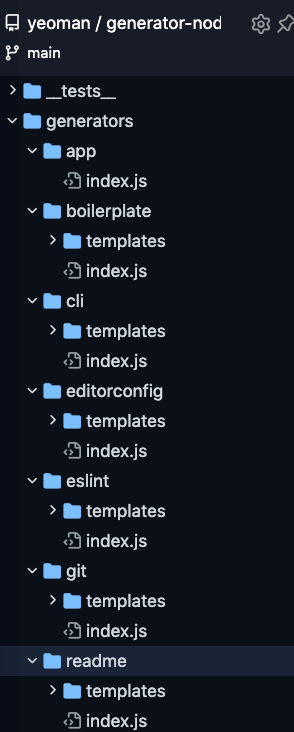 yeoman / generator-nod
main
__tests__
generators
app
index.js
boilerplate
templates
index.js
cli
templates
index.js
editorconfig
templates
index.js
eslint
templates
index.js
git
templates
index.js
readme
templates
index.js